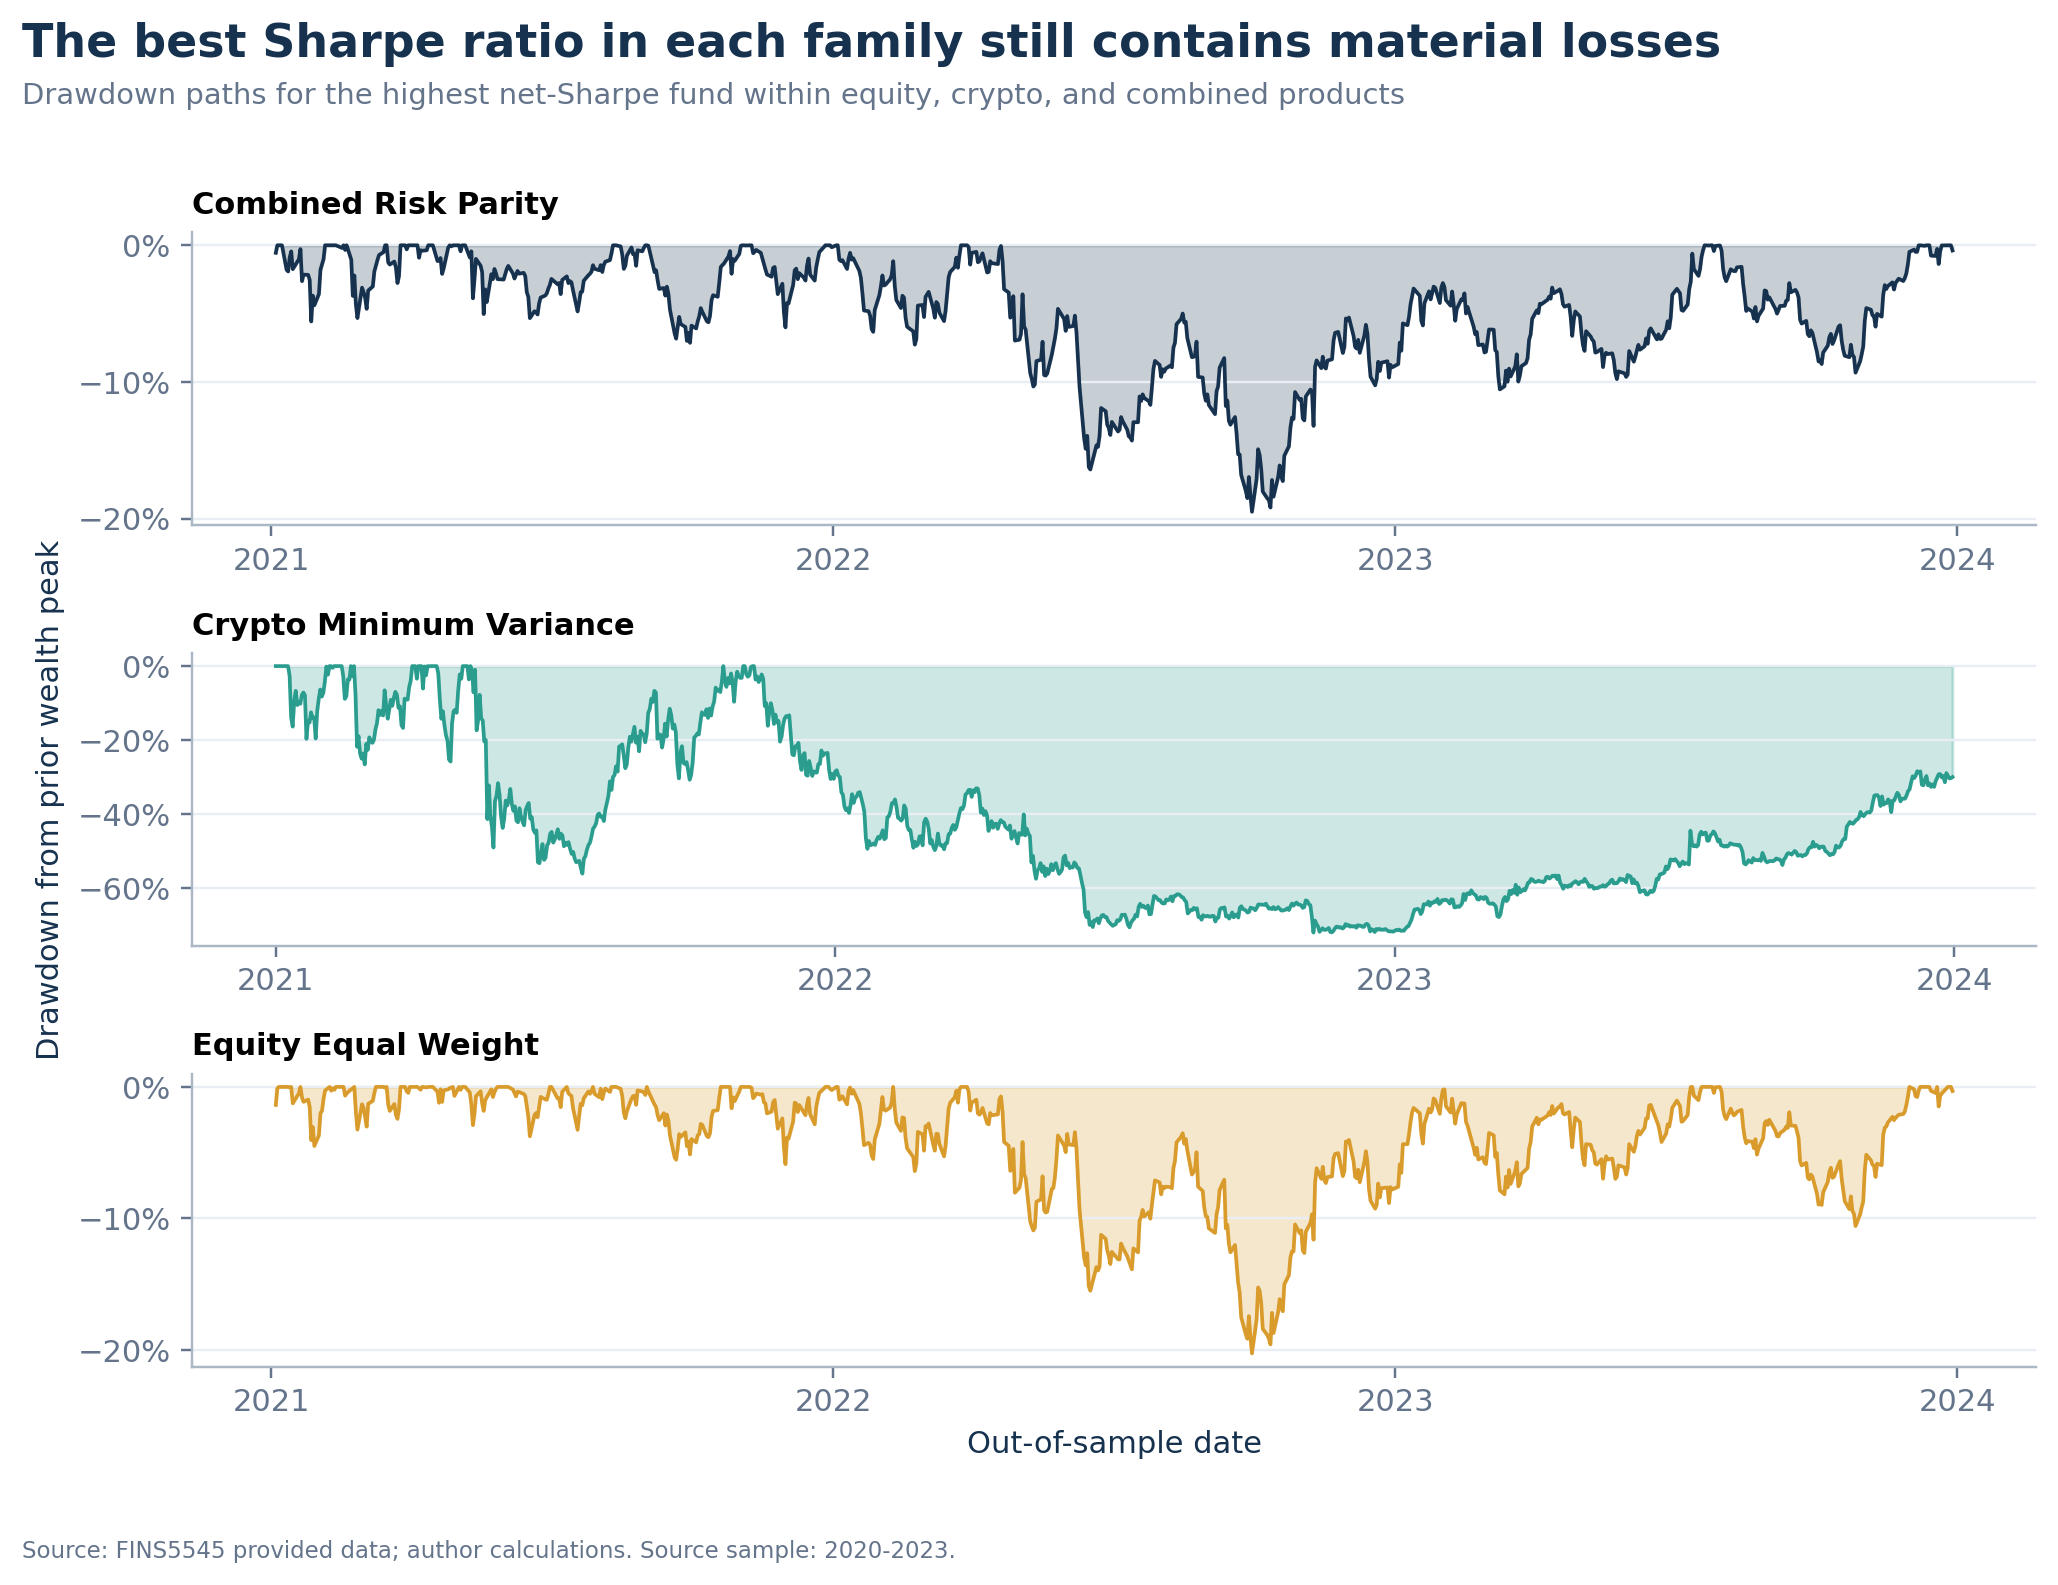 The best Sharpe ratio in each family still contains material losses
Drawdown paths for the highest net-Sharpe fund within equity, crypto, and combined products
Drawdown from prior wealth peak
Combined Risk Parity
0%
−10%
−20%
2021 2022 2023 2024
Crypto Minimum Variance
0%
−20%
−40%
−60%
2021 2022 2023 2024
Equity Equal Weight
0%
−10%
−20%
2021 2022 2023 2024
Out-of-sample date
Source: FINS5545 provided data; author calculations. Source sample: 2020-2023.